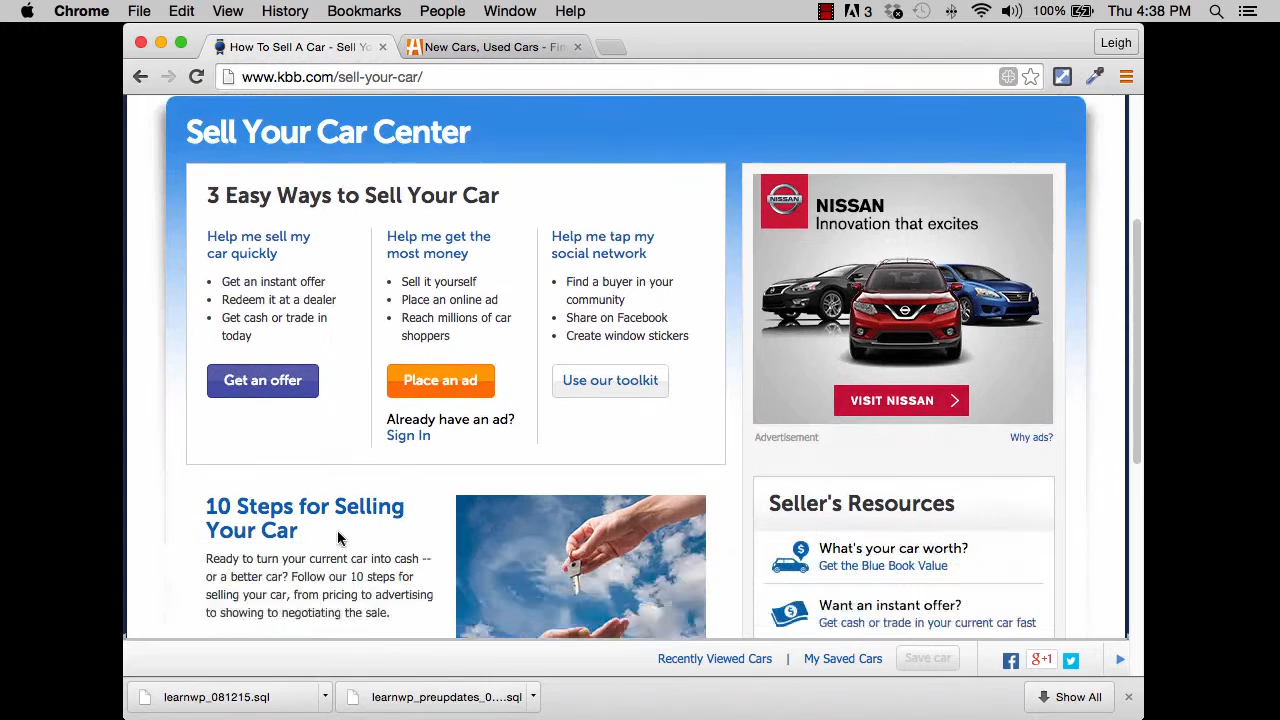 Chrome File Edit View History Bookmarks People Window Help 3 100% Thu 4:38 PM
How To Sell A Car - Sell Yo
New Cars, Used Cars - Fin
Leigh
www.kbb.com/sell-your-car/
Sell Your Car Center
3 Easy Ways to Sell Your Car
Help me sell my
car quickly
Get an instant offer
Redeem it at a dealer
Get cash or trade in
today
Get an offer
Help me get the
most money
Sell it yourself
Place an online ad
Reach millions of car
shoppers
Place an ad
Already have an ad?
Sign In
Help me tap my
social network
Find a buyer in your
community
Share on Facebook
Create window stickers
Use our toolkit
NISSAN
NISSAN
Innovation that excites
VISIT NISSAN
Advertisement
Why ads?
10 Steps for Selling
Your Car
Ready to turn your current car into cash --
or a better car? Follow our 10 steps for
selling your car, from pricing to advertising
to showing to negotiating the sale.
Seller's Resources
What's your car worth?
Get the Blue Book Value
Want an instant offer?
Get cash or trade in your current car fast
Recently Viewed Cars | My Saved Cars
Save car
g+1
learnwp_081215.sql
learnwp_preupdates_0....sql
Show All